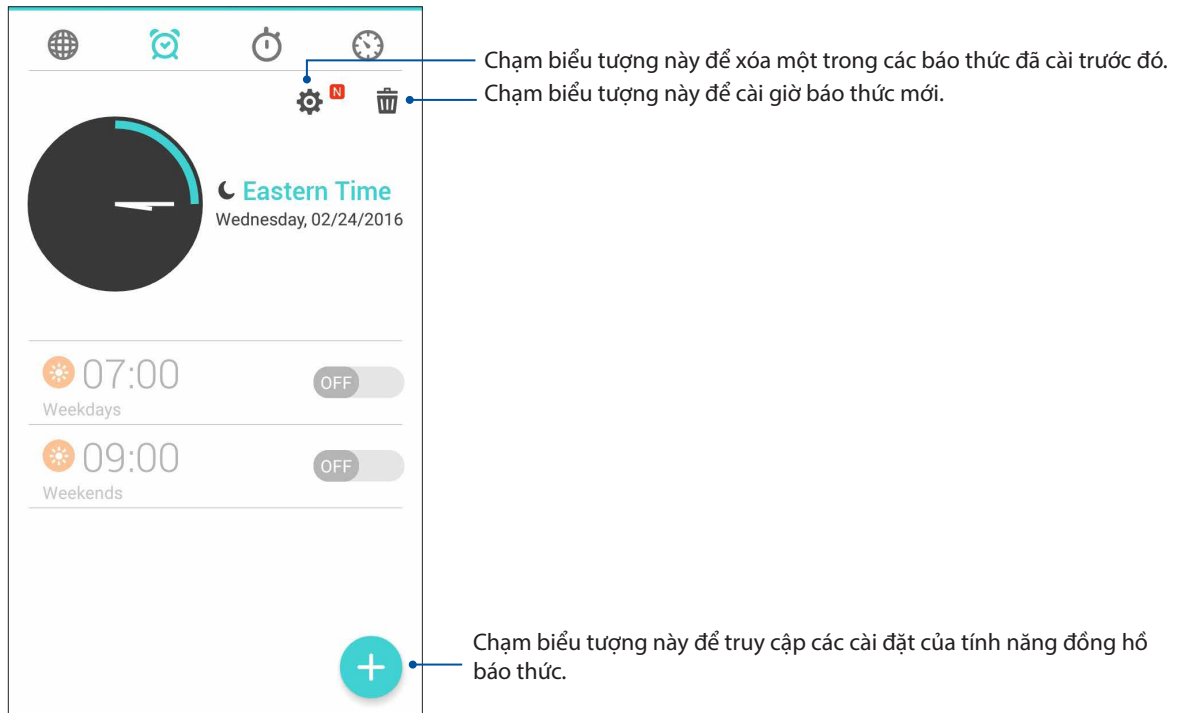 Chạm biểu tượng này để xóa một trong các báo thức đã cài trước đó.
N
Chạm biểu tượng này để cài giờ báo thức mới.
Eastern Time
Wednesday, 02/24/2016
07:00
OFF
Weekdays
09:00
OFF
Weekends
Chạm biểu tượng này để truy cập các cài đặt của tính năng đồng hồ
báo thức.